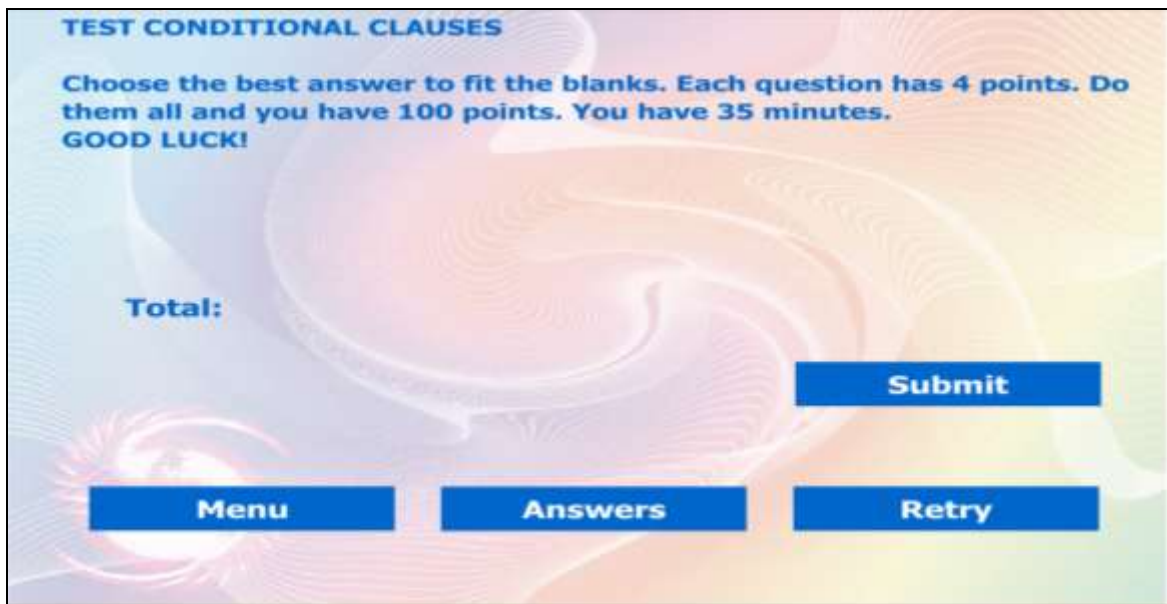 TEST CONDITIONAL CLAUSES
Choose the best answer to fit the blanks. Each question has 4 points. Do
them all and you have 100 points. You have 35 minutes.
GOOD LUCK!
Total:
Submit
Menu
Answers
Retry